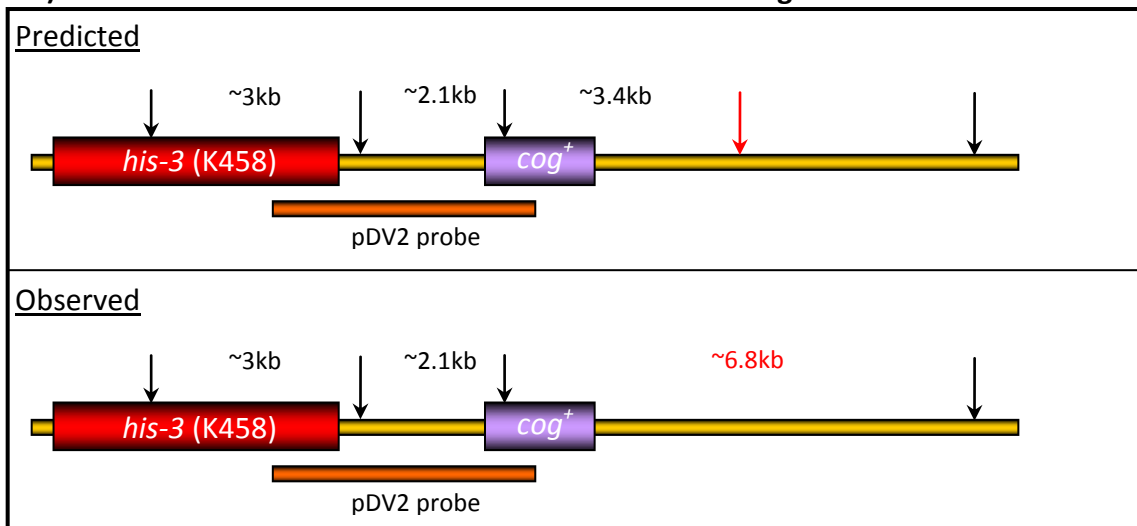 Predicted
~3kb ~2.1kb ~3.4kb
his-3 (K458) cog+
pDV2 probe
Observed
~3kb ~2.1kb ~6.8kb
his-3 (K458) cog+
pDV2 probe